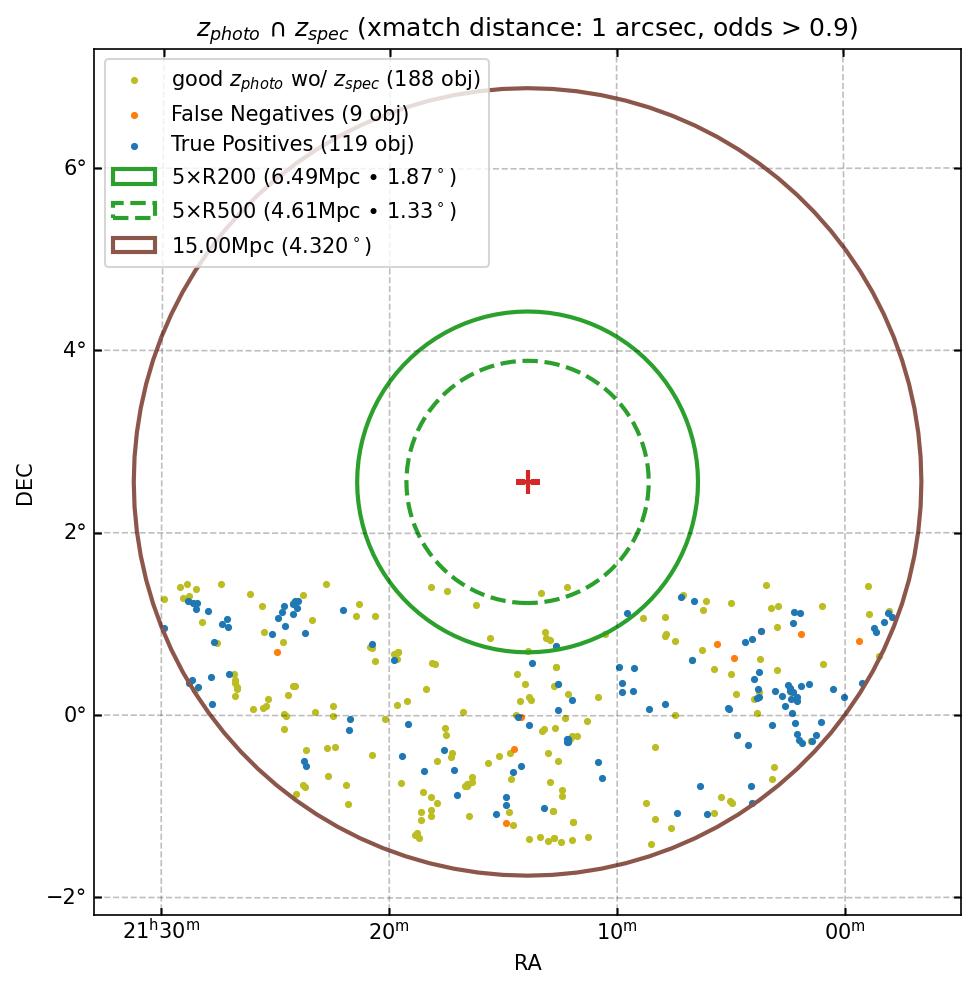 z_photo ∩ z_spec (xmatch distance: 1 arcsec, odds > 0.9)
good z_photo wo/ z_spec (188 obj)
False Negatives (9 obj)
True Positives (119 obj)
5×R200 (6.49Mpc • 1.87°)
5×R500 (4.61Mpc • 1.33°)
15.00Mpc (4.320°)
6°
4°
2°
0°
−2°
DEC
21h30m 20m 10m 00m
RA